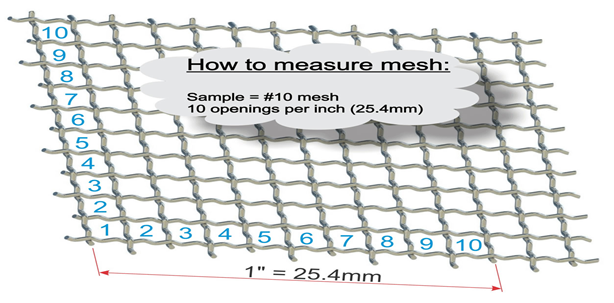 How to measure mesh:
Sample = #10 mesh
10 openings per inch (25.4mm)
10
9
8
7
6
5
4
3
2
1 2 3 4 5 6 7 8 9 10
1" = 25.4mm